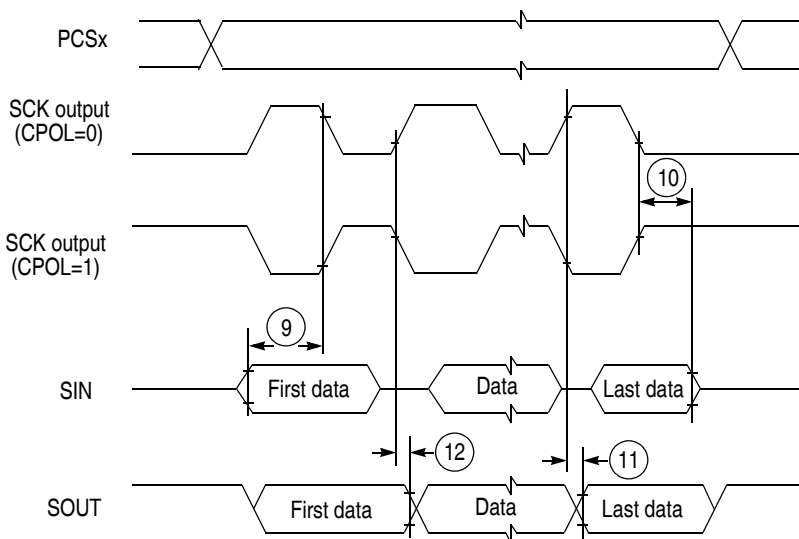 PCSx
SCK output
(CPOL=0)
10
SCK output
(CPOL=1)
9
SIN
First data
Data
Last data
12
11
SOUT
First data
Data
Last data